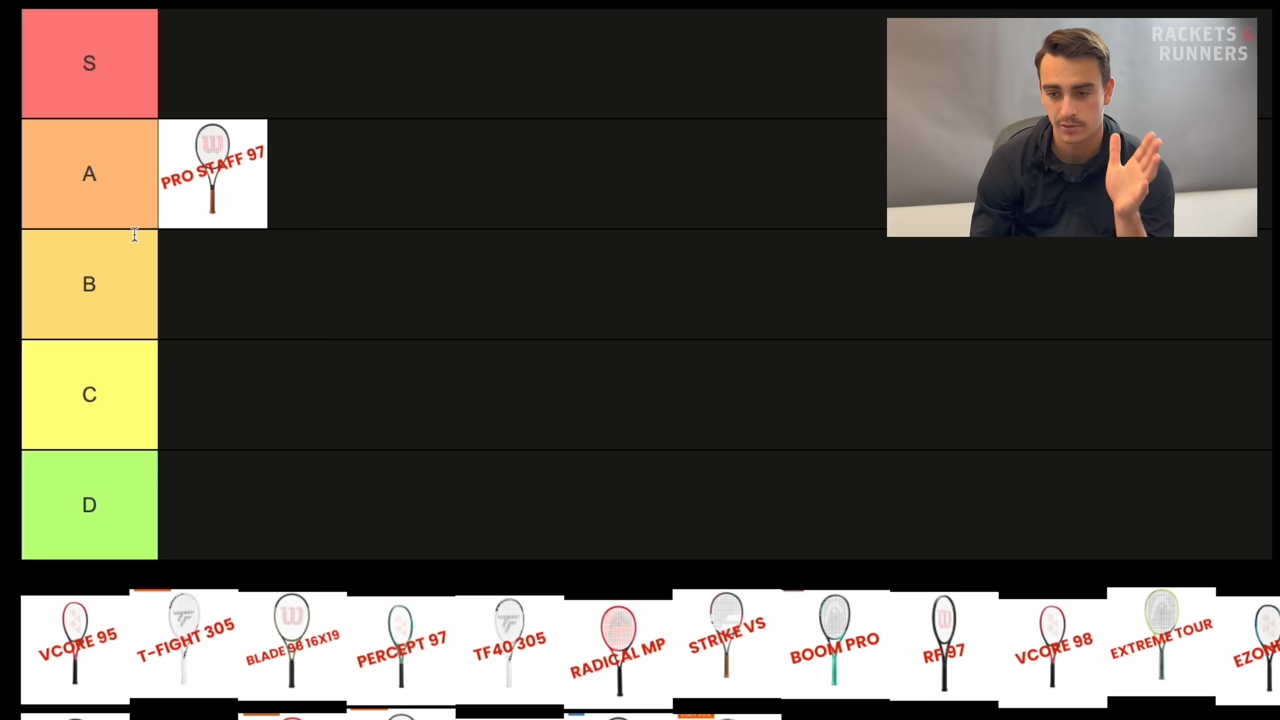 S
RACKETS &
RUNNERS
A
PRO STAFF 97
B
C
D
VCORE 95
T-FIGHT 305
BLADE 98 16X19
PERCEPT 97
TF40 305
RADICAL MP
STRIKE VS
BOOM PRO
RF 97
VCORE 98
EXTREME TOUR